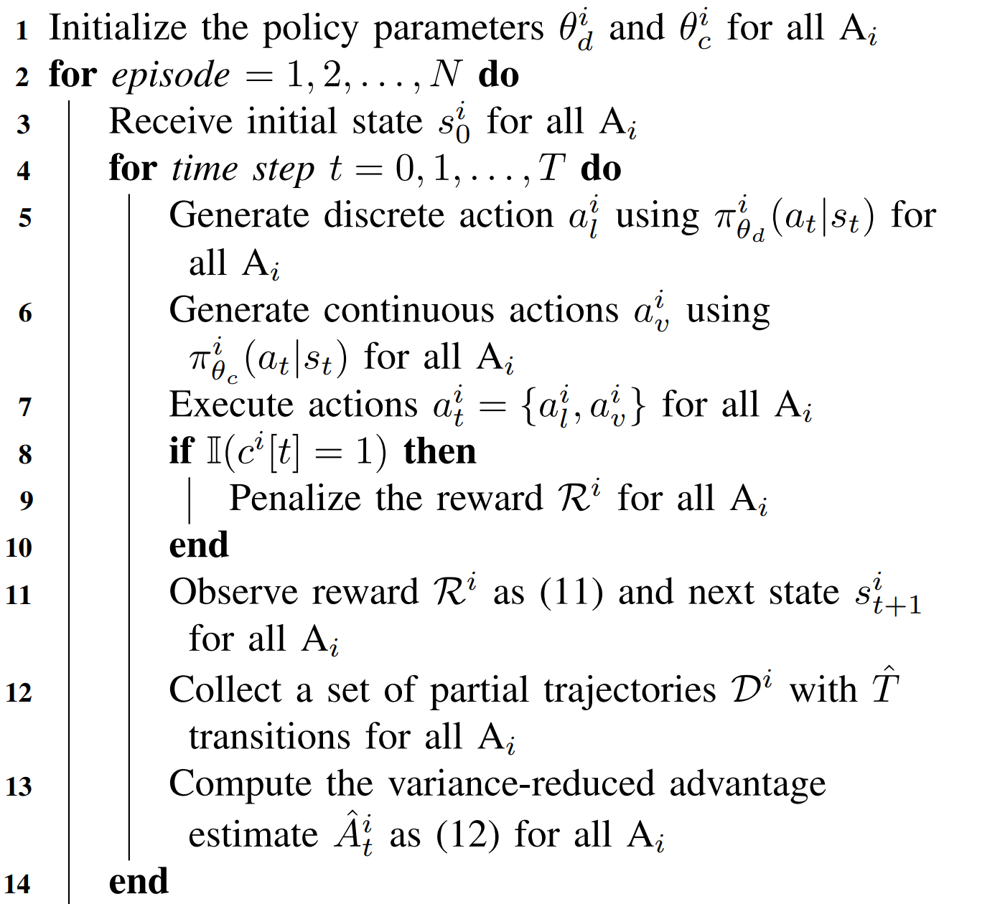 1 Initialize the policy parameters θ_d^i and θ_c^i for all A_i
2 for episode = 1, 2, . . . , N do
3 Receive initial state s_0^i for all A_i
4 for time step t = 0, 1, . . . , T do
5 Generate discrete action a_l^i using π_{θ_d}^i(a_t|s_t) for
all A_i
6 Generate continuous actions a_v^i using
π_{θ_c}^i(a_t|s_t) for all A_i
7 Execute actions a_t^i = {a_l^i, a_v^i} for all A_i
8 if 𝕀(c^i[t] = 1) then
9 Penalize the reward ℛ^i for all A_i
10 end
11 Observe reward ℛ^i as (11) and next state s_{t+1}^i
for all A_i
12 Collect a set of partial trajectories 𝒟^i with T̂
transitions for all A_i
13 Compute the variance-reduced advantage
estimate Â_t^i as (12) for all A_i
14 end